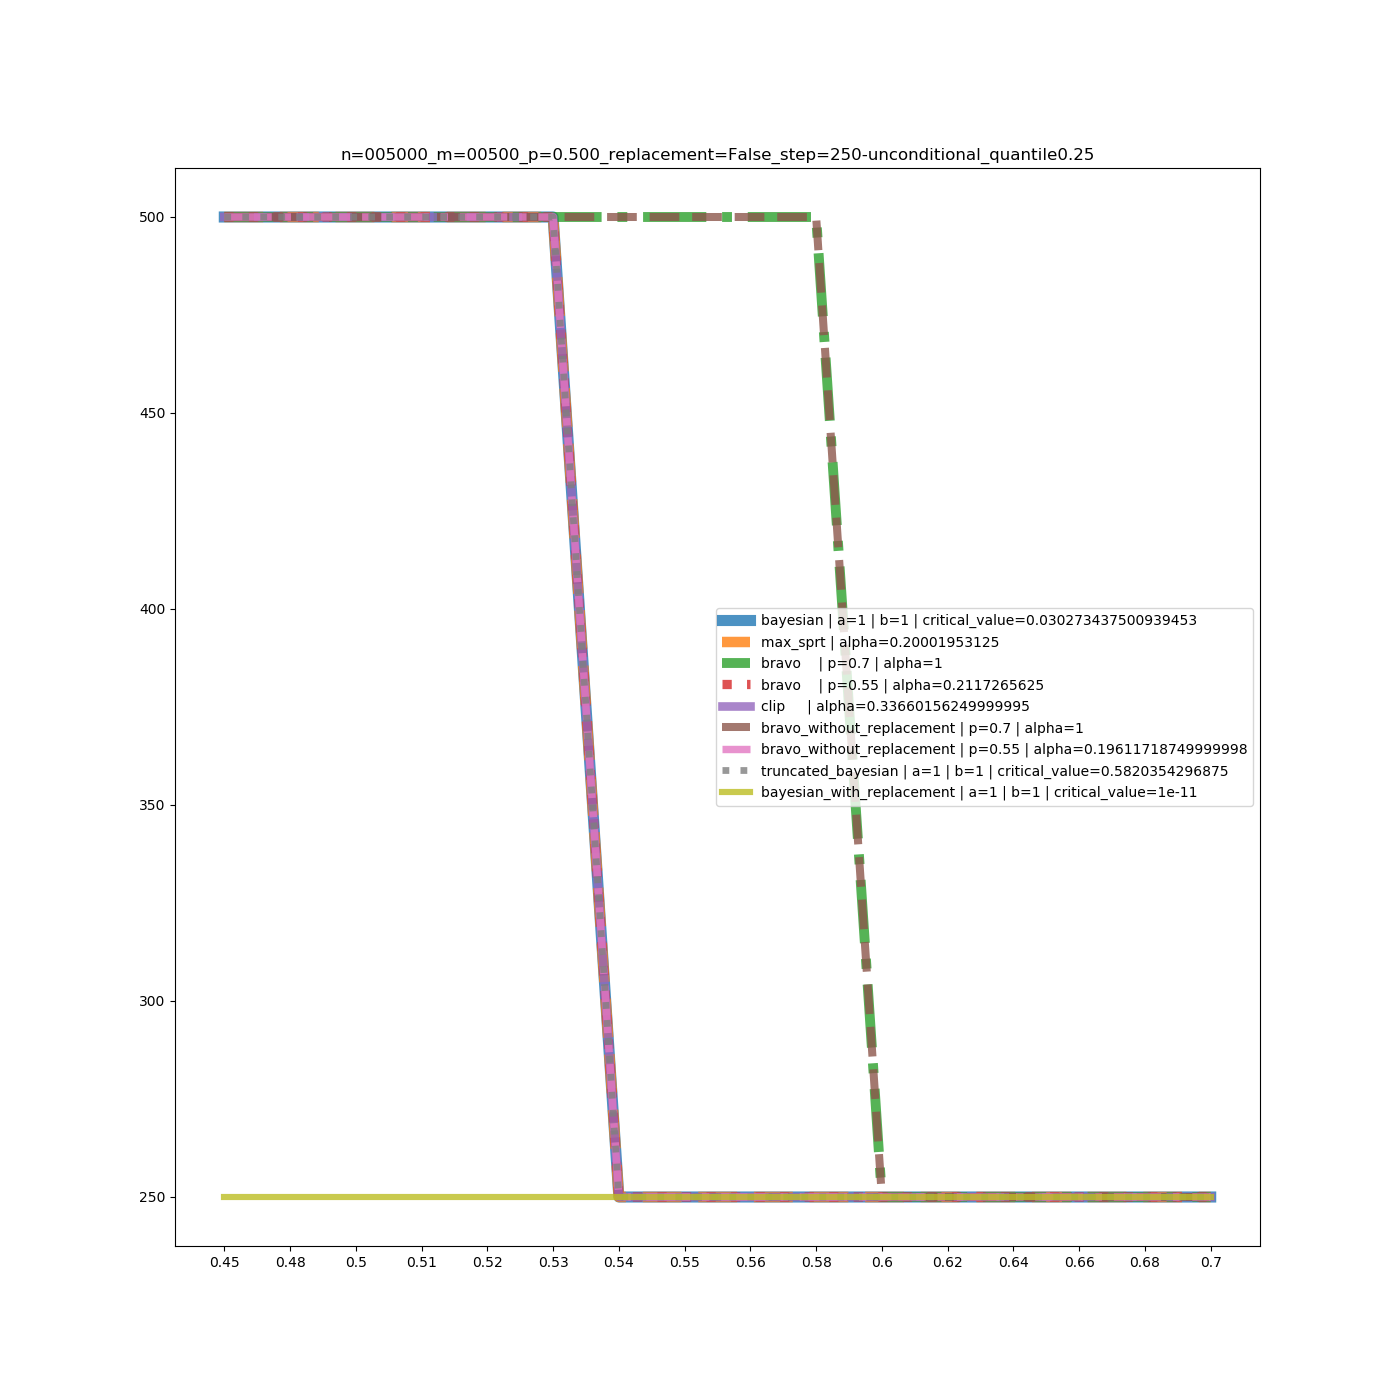 n=005000_m=00500_p=0.500_replacement=False_step=250-unconditional_quantile0.25
500
450
400
350
300
250
bayesian | a=1 | b=1 | critical_value=0.030273437500939453
max_sprt | alpha=0.20001953125
bravo    | p=0.7 | alpha=1
bravo    | p=0.55 | alpha=0.2117265625
clip     | alpha=0.33660156249999995
bravo_without_replacement | p=0.7 | alpha=1
bravo_without_replacement | p=0.55 | alpha=0.19611718749999998
truncated_bayesian | a=1 | b=1 | critical_value=0.5820354296875
bayesian_with_replacement | a=1 | b=1 | critical_value=1e-11
0.45 0.48 0.5 0.51 0.52 0.53 0.54 0.55 0.56 0.58 0.6 0.62 0.64 0.66 0.68 0.7